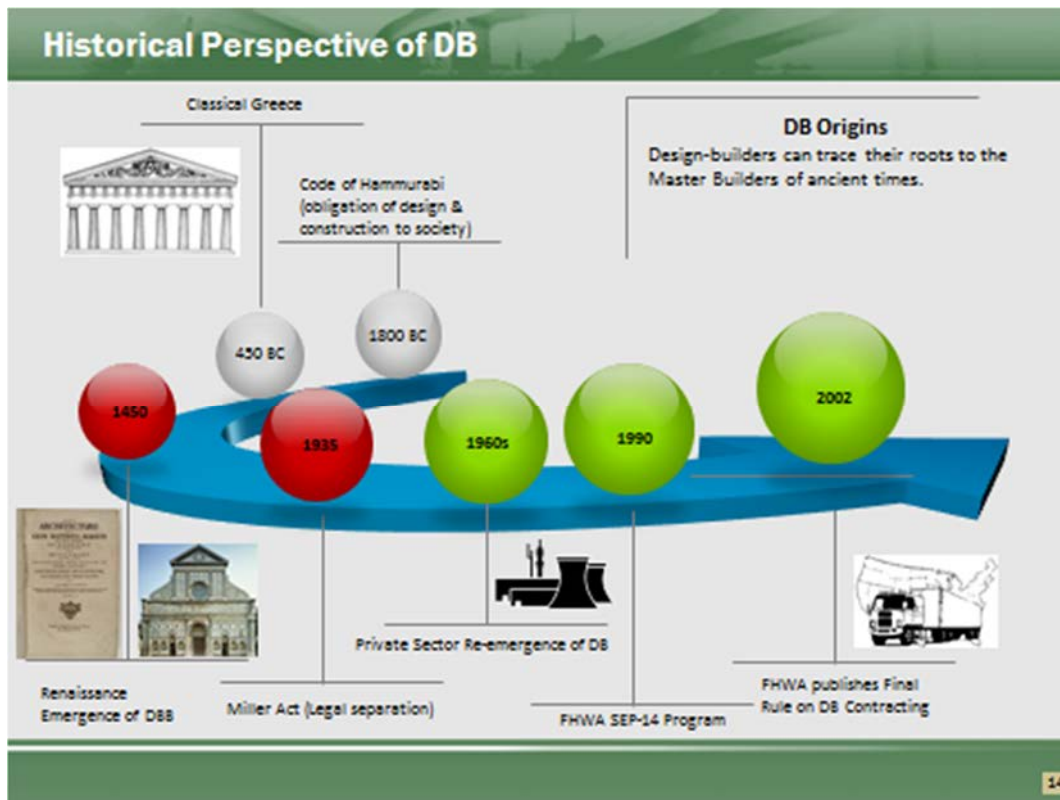 Historical Perspective of DB
Classical Greece
DB Origins
Design-builders can trace their roots to the
Master Builders of ancient times.
Code of Hammurabi
(obligation of design &
construction to society)
450 BC
1800 BC
1450
1935
1960s
1990
2002
ARCHITECTURE
Private Sector Re-emergence of DB
Renaissance
Emergence of DBB
Miller Act (Legal separation)
FHWA SEP-14 Program
FHWA publishes Final
Rule on DB Contracting
14